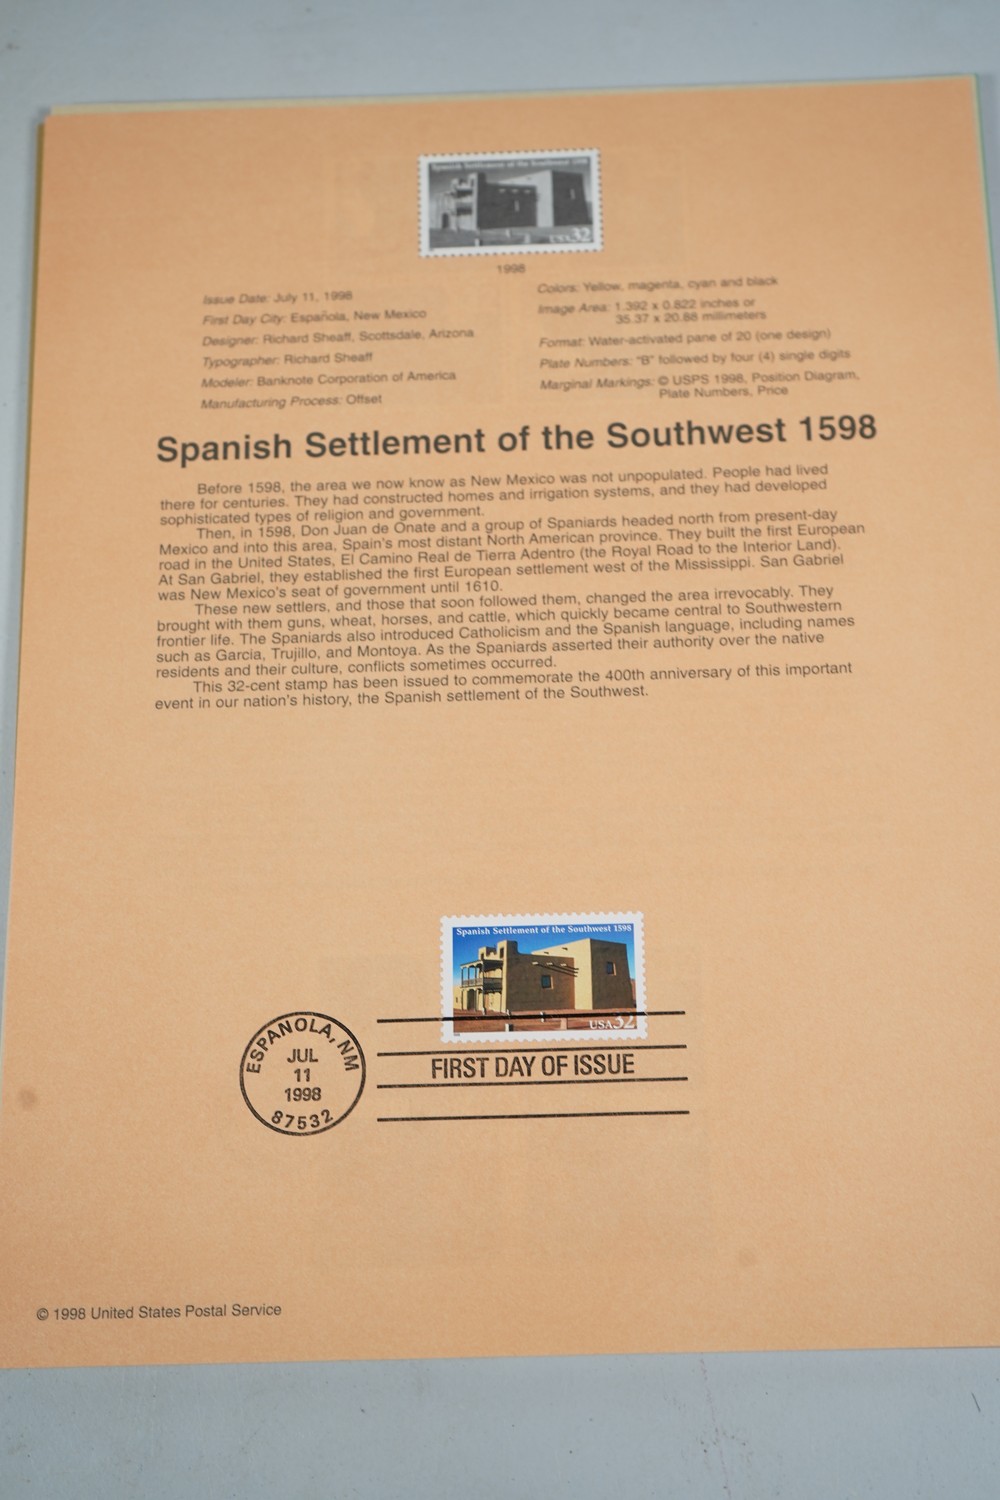 Spanish Settlement of the Southwest 1598
USA 32
1998
Issue Date: July 11, 1998
First Day City: Española, New Mexico
Designer: Richard Sheaff, Scottsdale, Arizona
Typographer: Richard Sheaff
Modeler: Banknote Corporation of America
Manufacturing Process: Offset
Colors: Yellow, magenta, cyan and black
Image Area: 1.392 x 0.822 inches or
35.37 x 20.88 millimeters
Format: Water-activated pane of 20 (one design)
Plate Numbers: "B" followed by four (4) single digits
Marginal Markings: © USPS 1998, Position Diagram,
Plate Numbers, Price
Spanish Settlement of the Southwest 1598
Before 1598, the area we now know as New Mexico was not unpopulated. People had lived
there for centuries. They had constructed homes and irrigation systems, and they had developed
sophisticated types of religion and government.
Then, in 1598, Don Juan de Oñate and a group of Spaniards headed north from present-day
Mexico and into this area, Spain's most distant North American province. They built the first European
road in the United States, El Camino Real de Tierra Adentro (the Royal Road to the Interior Land).
At San Gabriel, they established the first European settlement west of the Mississippi. San Gabriel
was New Mexico's seat of government until 1610.
These new settlers, and those that soon followed them, changed the area irrevocably. They
brought with them guns, wheat, horses, and cattle, which quickly became central to Southwestern
frontier life. The Spaniards also introduced Catholicism and the Spanish language, including names
such as Garcia, Trujillo, and Montoya. As the Spaniards asserted their authority over the native
residents and their culture, conflicts sometimes occurred.
This 32-cent stamp has been issued to commemorate the 400th anniversary of this important
event in our nation's history, the Spanish settlement of the Southwest.
Spanish Settlement of the Southwest 1598
USA 32
ESPANOLA, NM
JUL
11
1998
87532
FIRST DAY OF ISSUE
© 1998 United States Postal Service